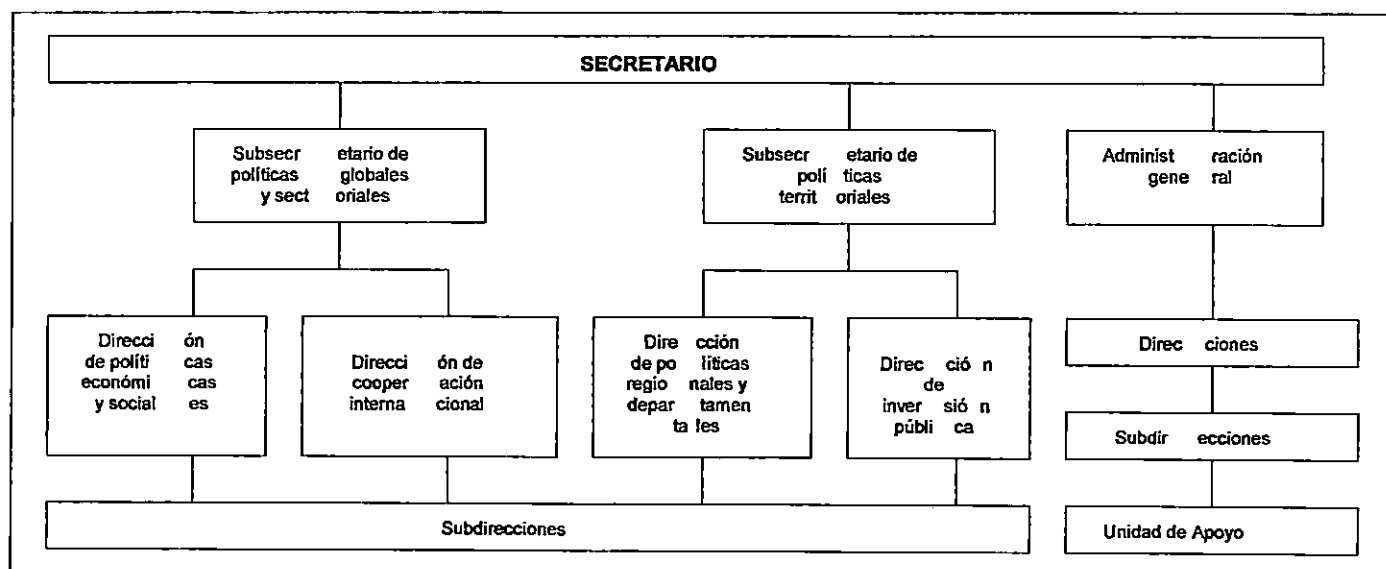 SECRETARIO
Subsecr etario de
políticas globales
y sect oriales
Subsecr etario de
polí ticas
territ oriales
Administ ración
gene ral
Direcci ón
de políti cas
económi cas
y social es
Direcci ón de
cooper ación
interna cional
Dire cción
de po líticas
regio nales y
depar tamen
ta les
Direc ció n
de
inver sió n
públi ca
Direc ciones
Subdir ecciones
Subdirecciones
Unidad de Apoyo